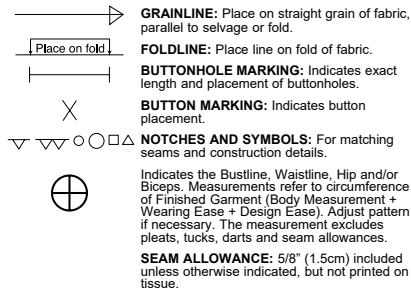 GRAINLINE: Place on straight grain of fabric,
parallel to selvage or fold.
Place on fold
FOLDLINE: Place line on fold of fabric.
BUTTONHOLE MARKING: Indicates exact
length and placement of buttonholes.
BUTTON MARKING: Indicates button
placement.
NOTCHES AND SYMBOLS: For matching
seams and construction details.
Indicates the Bustline, Waistline, Hip and/or
Biceps. Measurements refer to circumference
of Finished Garment (Body Measurement +
Wearing Ease + Design Ease). Adjust pattern
if necessary. The measurement excludes
pleats, tucks, darts and seam allowances.
SEAM ALLOWANCE: 5/8” (1.5cm) included
unless otherwise indicated, but not printed on
tissue.